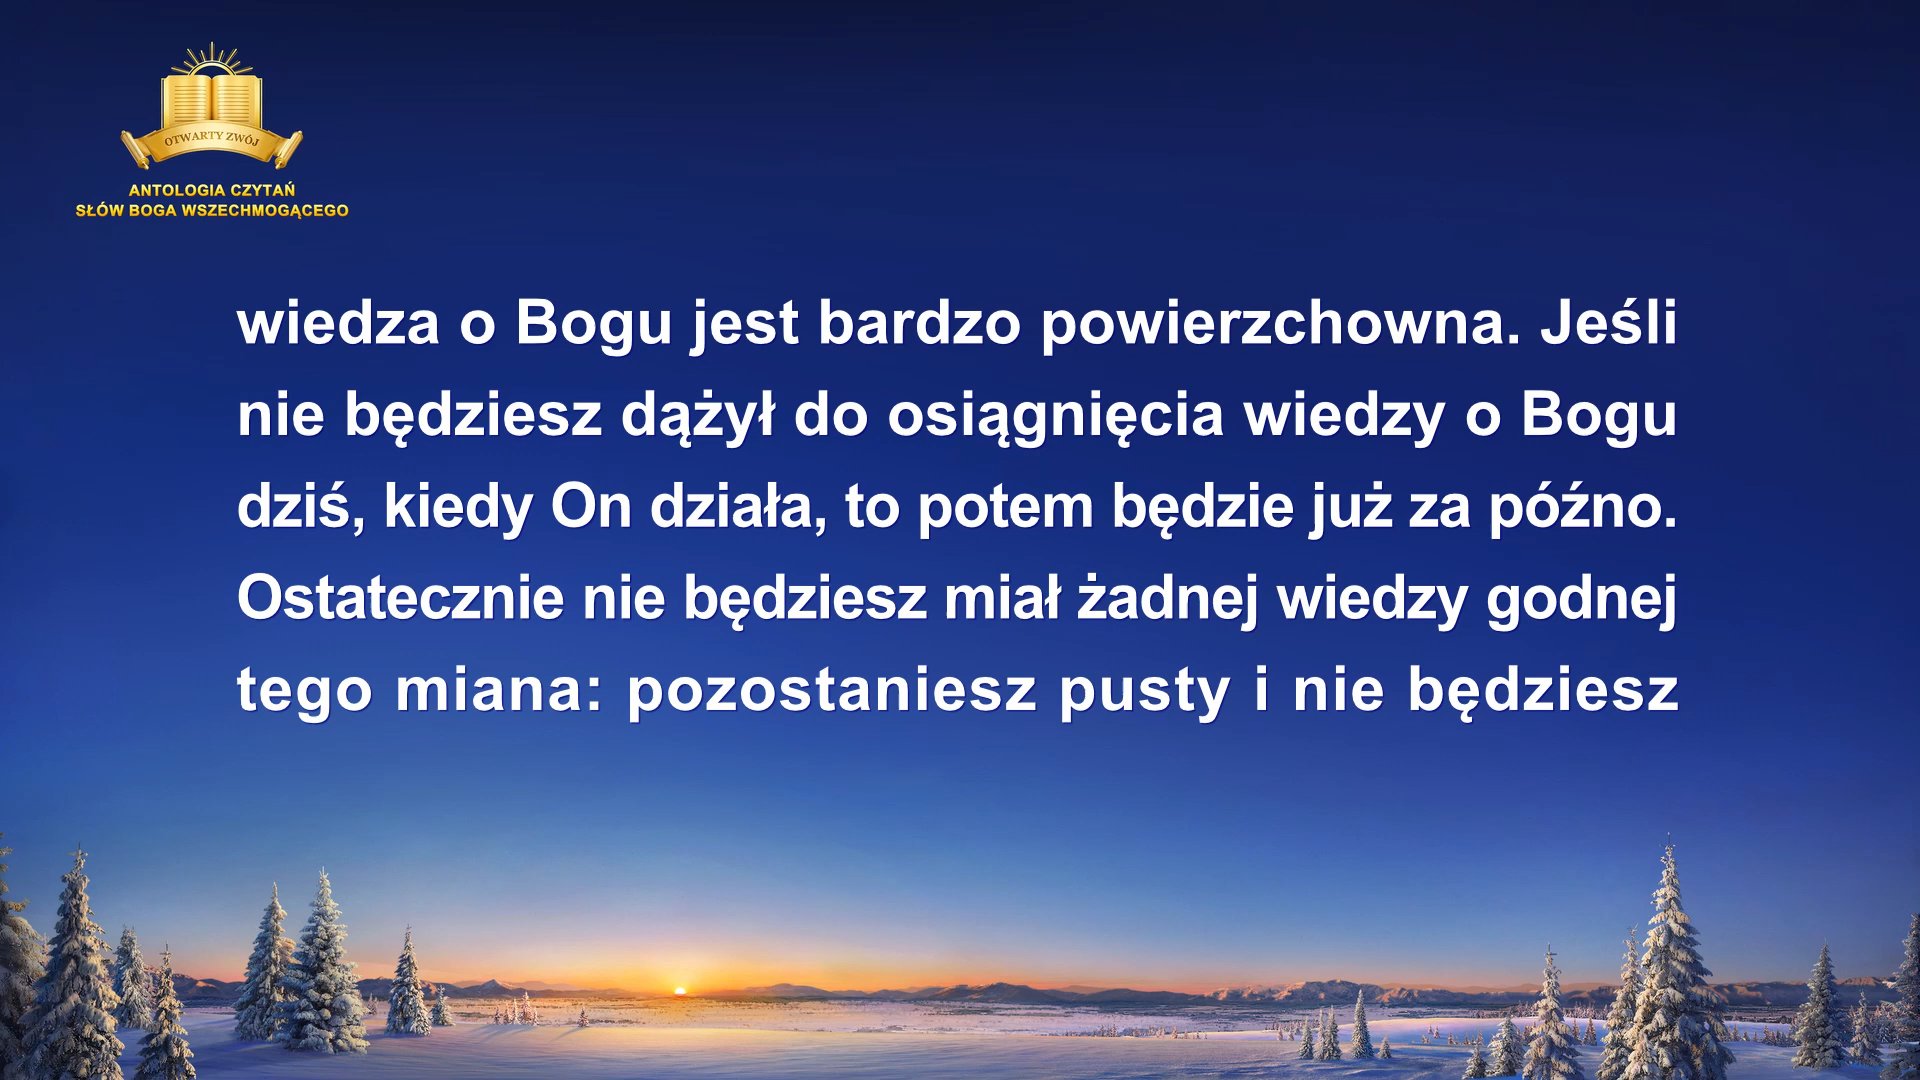 OTWARTY ZWÓJ
ANTOLOGIA CZYTAŃ
SŁÓW BOGA WSZECHMOGĄCEGO
wiedza o Bogu jest bardzo powierzchowna. Jeśli
nie będziesz dążył do osiągnięcia wiedzy o Bogu
dziś, kiedy On działa, to potem będzie już za późno.
Ostatecznie nie będziesz miał żadnej wiedzy godnej
tego miana: pozostaniesz pusty i nie będziesz